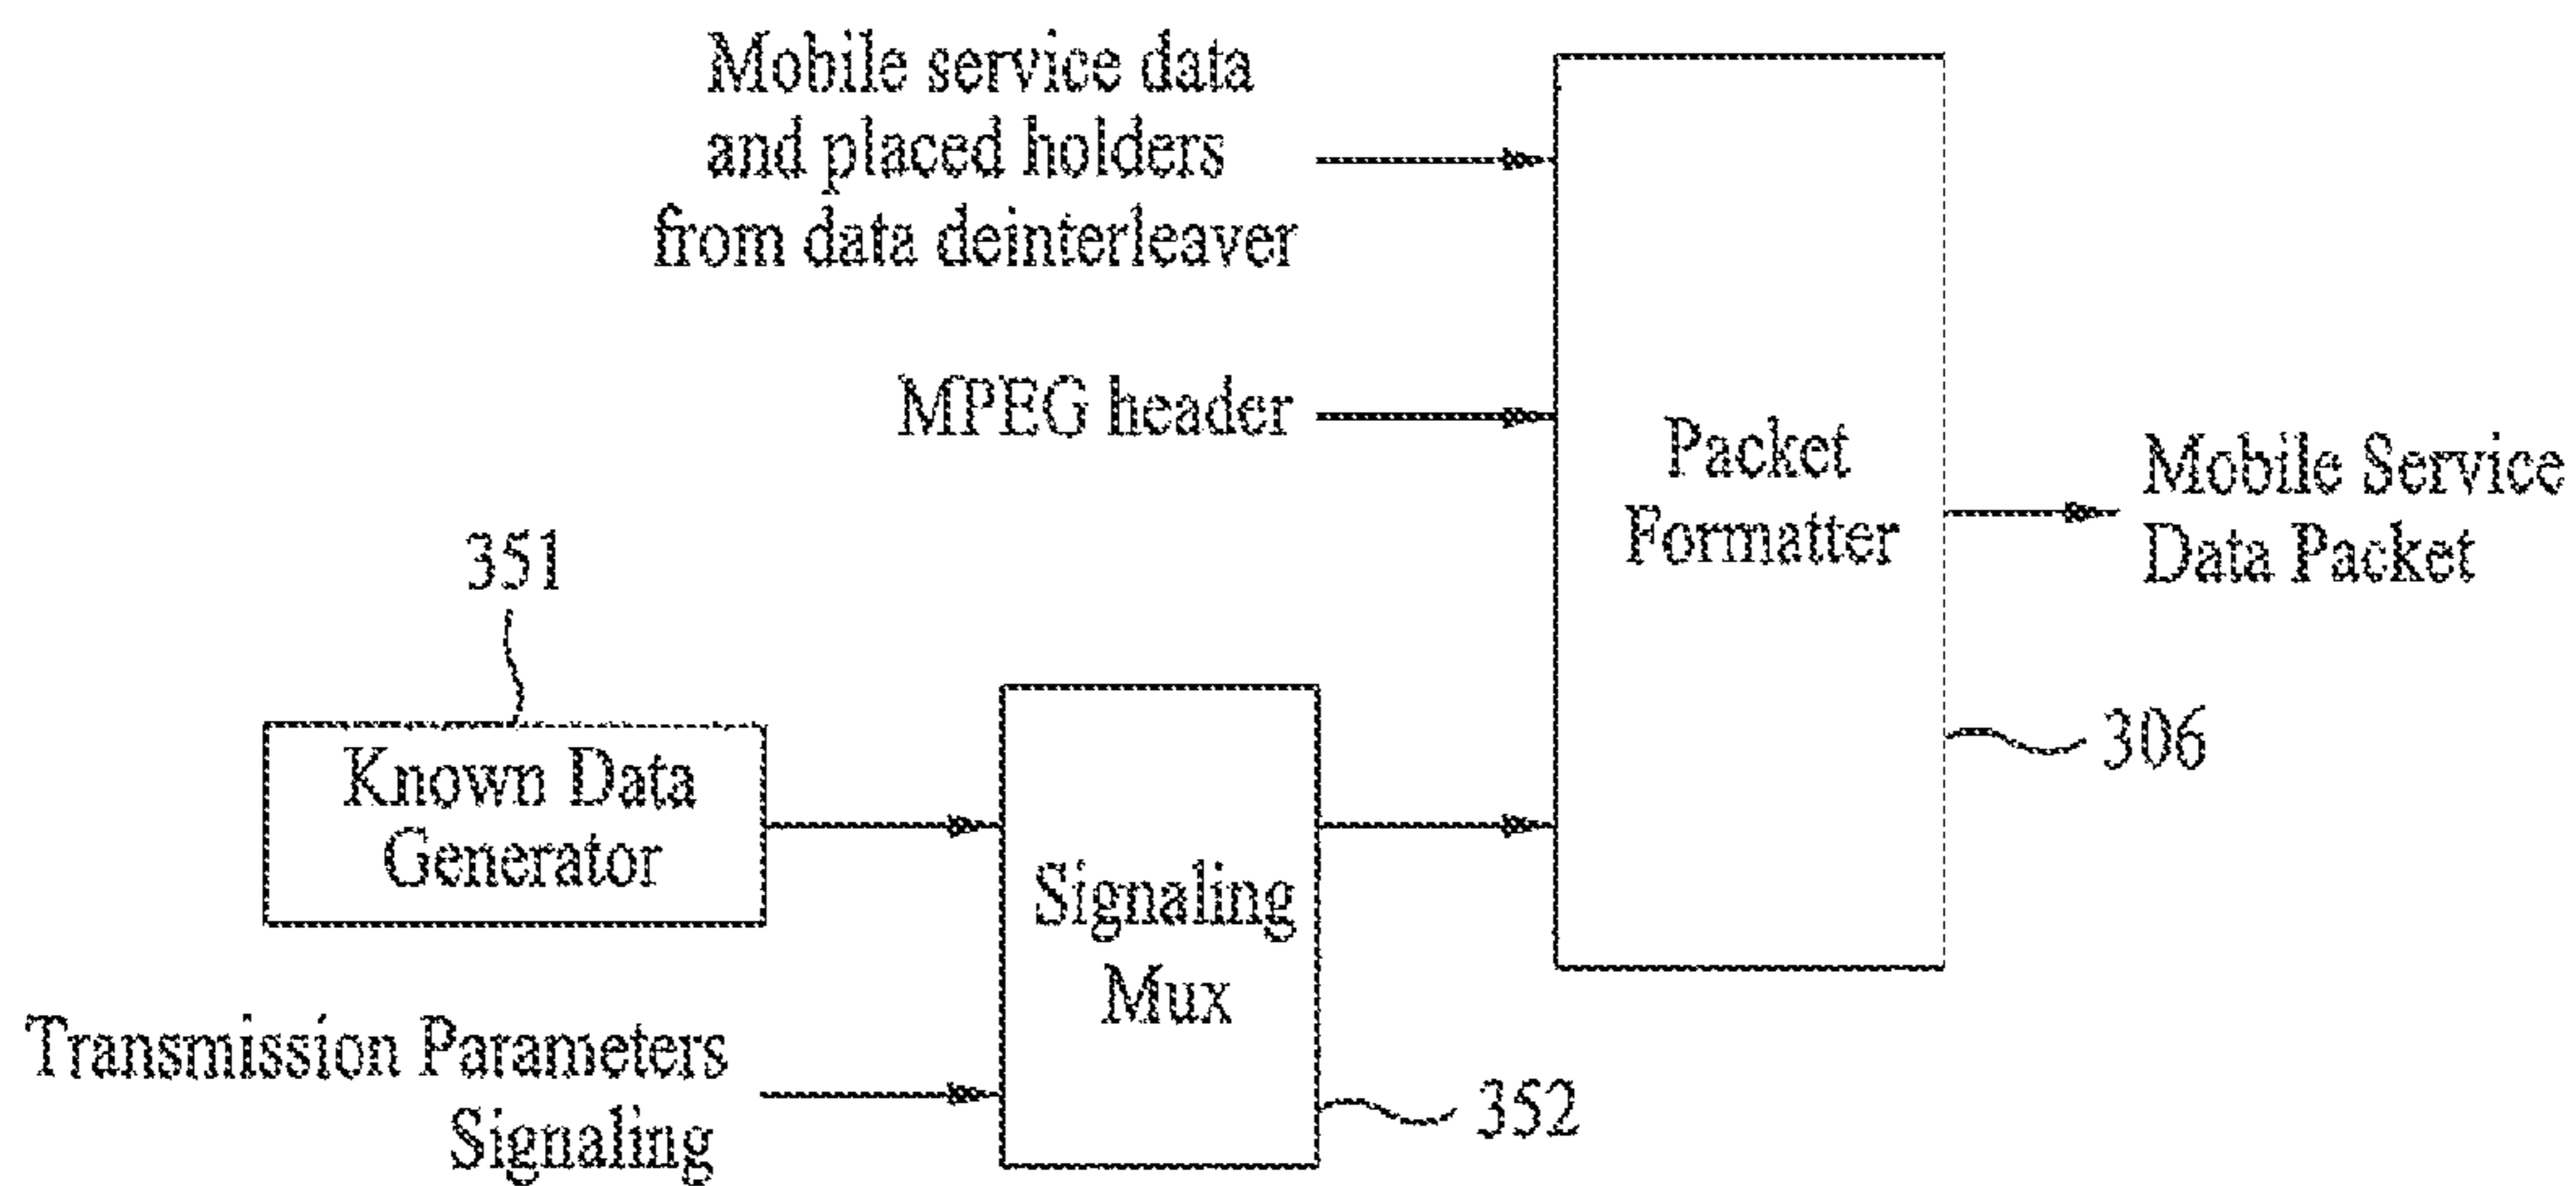 Mobile service data
and placed holders
from data deinterleaver
MPEG header
Packet
Formatter
Mobile Service
Data Packet
351
306
Known Data
Generator
Signaling
Mux
Transmission Parameters
Signaling
352